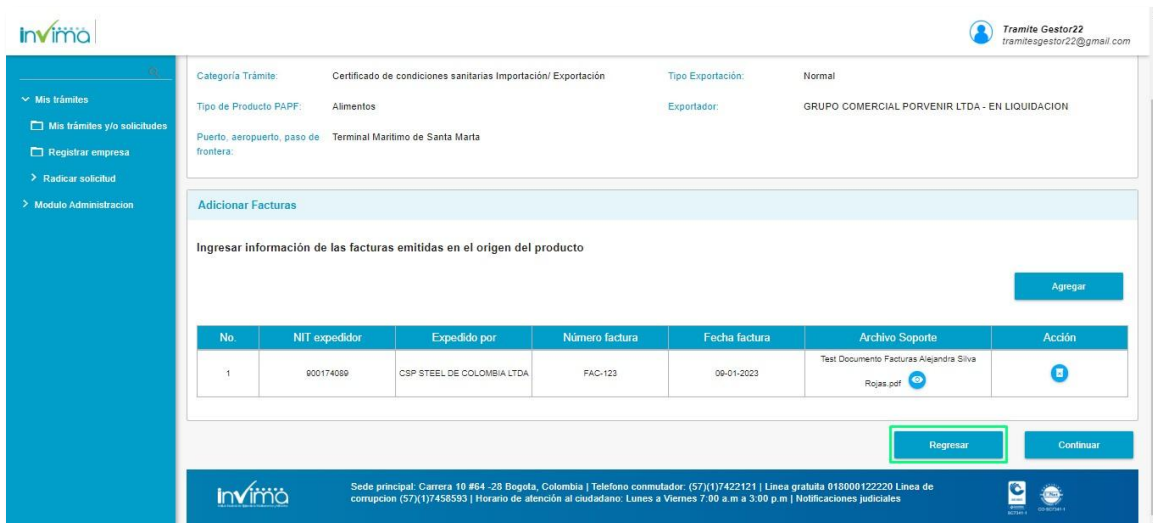 invima
Tramite Gestor22
tramitesgestor22@gmail.com
Mis trámites
Mis trámites y/o solicitudes
Registrar empresa
Radicar solicitud
Modulo Administracion
Categoría Trámite: Certificado de condiciones sanitarias Importación/ Exportación Tipo Exportación: Normal
Tipo de Producto PAPF: Alimentos Exportador: GRUPO COMERCIAL PORVENIR LTDA - EN LIQUIDACION
Puerto, aeropuerto, paso de Terminal Maritimo de Santa Marta
frontera:
Adicionar Facturas
Ingresar información de las facturas emitidas en el origen del producto
Agregar
No. NIT expedidor Expedido por Número factura Fecha factura Archivo Soporte Acción
1 900174089 CSP STEEL DE COLOMBIA LTDA FAC-123 09-01-2023 Test Documento Facturas Alejandra Silva
Rojas.pdf
Regresar Continuar
invima
Sede principal: Carrera 10 #64 -28 Bogota, Colombia | Telefono conmutador: (57)(1)7422121 | Linea gratuita 018000122220 Linea de
corrupcion (57)(1)7458593 | Horario de atención al ciudadano: Lunes a Viernes 7:00 a.m a 3:00 p.m | Notificaciones judiciales